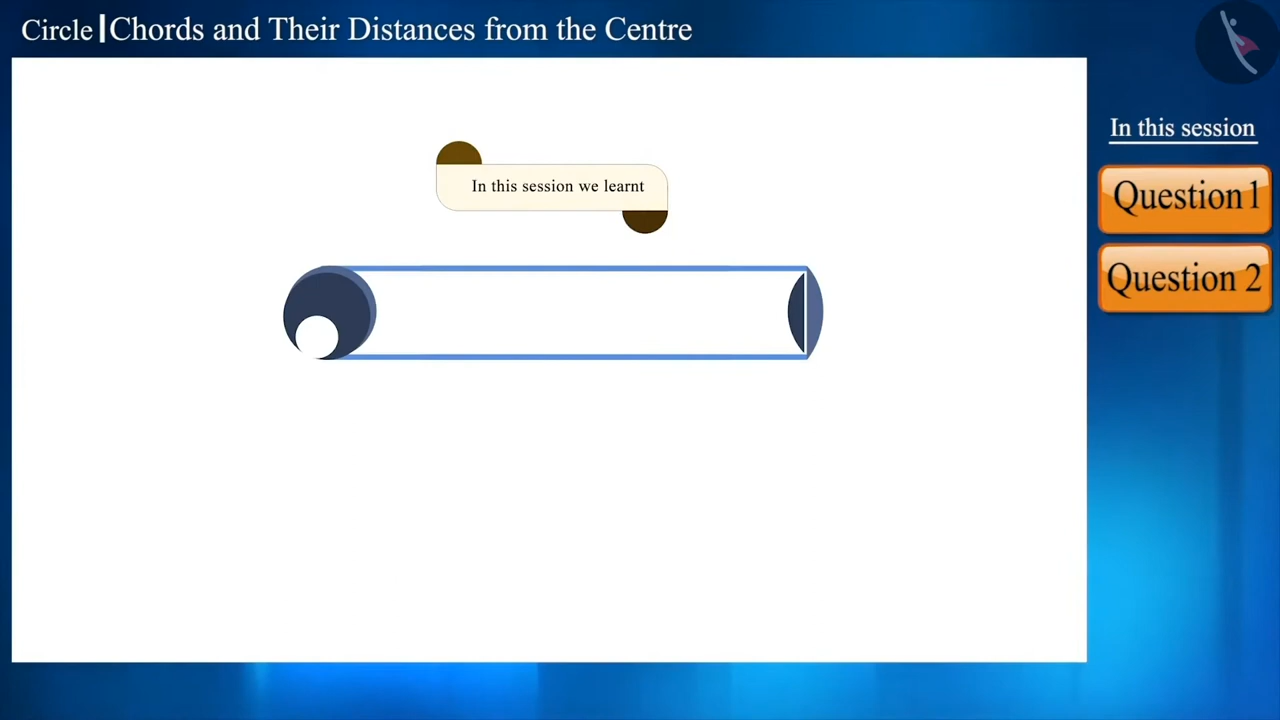 Circle | Chords and Their Distances from the Centre
In this session
Question 1
Question 2
In this session we learnt